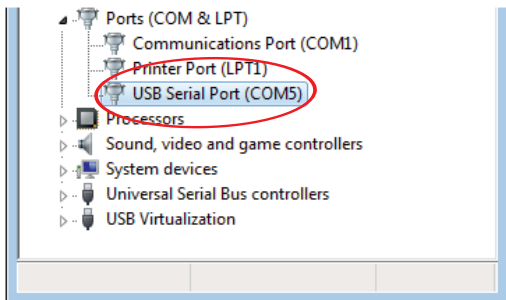 Ports (COM & LPT)
Communications Port (COM1)
Printer Port (LPT1)
USB Serial Port (COM5)
Processors
Sound, video and game controllers
System devices
Universal Serial Bus controllers
USB Virtualization